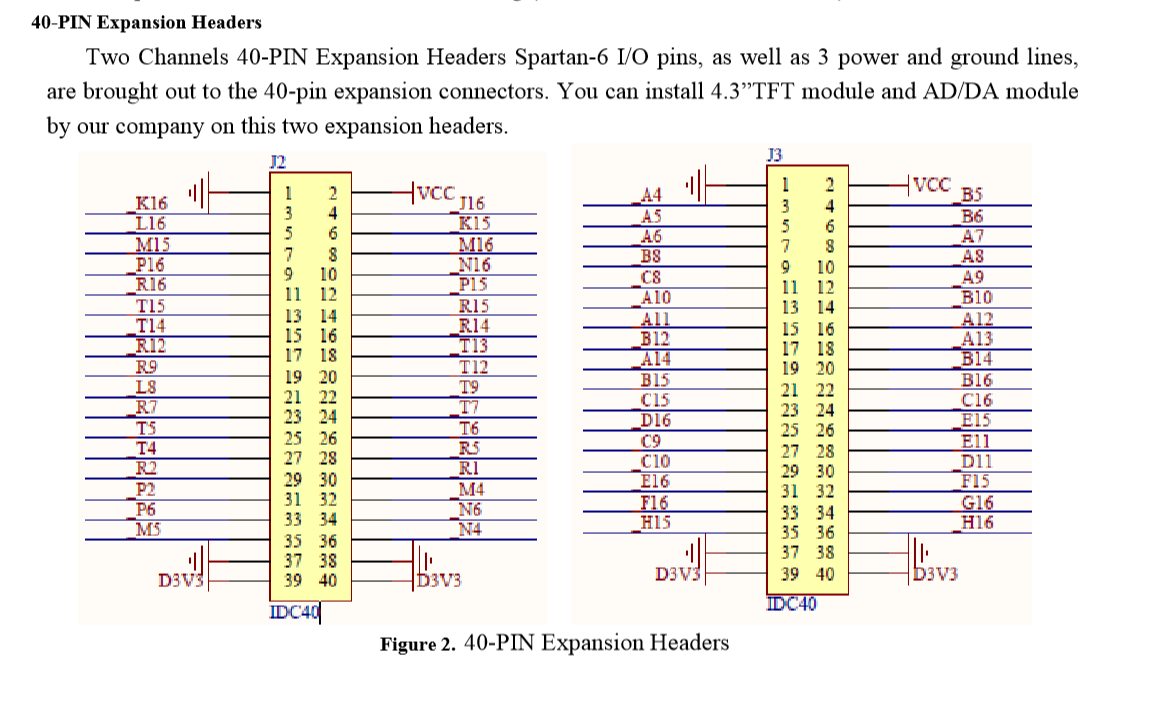 40-PIN Expansion Headers
Two Channels 40-PIN Expansion Headers Spartan-6 I/O pins, as well as 3 power and ground lines,
are brought out to the 40-pin expansion connectors. You can install 4.3”TFT module and AD/DA module
by our company on this two expansion headers.
J2
1 2 VCC
K16 3 4 J16
L16 5 6 K15
M15 7 8 M16
P16 9 10 N16
R16 11 12 P15
T15 13 14 R15
T14 15 16 R14
R12 17 18 T13
R9 19 20 T12
L8 21 22 T9
R7 23 24 T7
T5 25 26 T6
T4 27 28 R5
R2 29 30 R1
P2 31 32 M4
P6 33 34 N6
M5 35 36 N4
37 38
D3V3 39 40 D3V3
IDC40
J3
1 2 VCC
A4 3 4 B5
A5 5 6 B6
A6 7 8 A7
B8 9 10 A8
C8 11 12 A9
A10 13 14 B10
A11 15 16 A12
B12 17 18 A13
A14 19 20 B14
B15 21 22 B16
C15 23 24 C16
D16 25 26 E15
C9 27 28 E11
C10 29 30 D11
E16 31 32 F15
F16 33 34 G16
H15 35 36 H16
37 38
D3V3 39 40 D3V3
IDC40
Figure 2. 40-PIN Expansion Headers